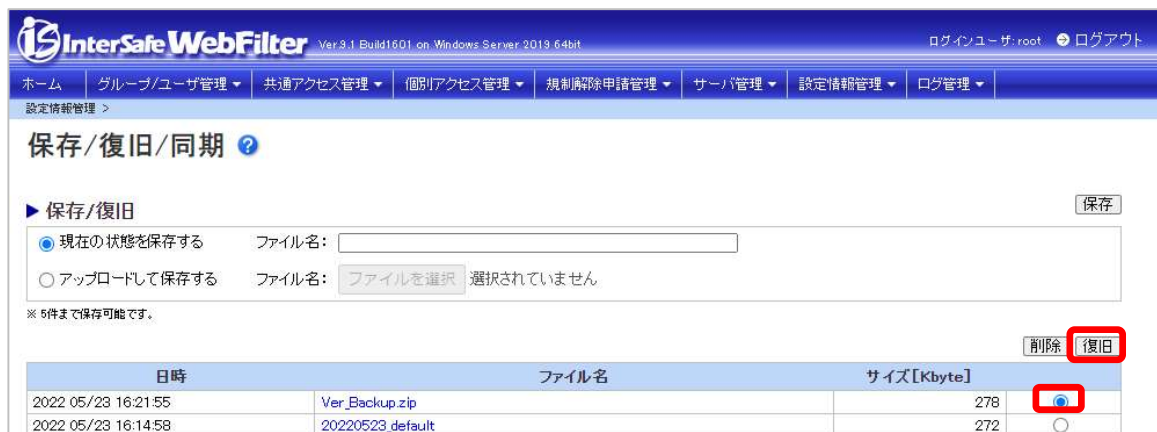 InterSafe WebFilter Ver.9.1 Build1601 on Windows Server 2019 64bit ログインユーザ:root ログアウト
ホーム グループ/ユーザ管理 共通アクセス管理 個別アクセス管理 規制解除申請管理 サーバ管理 設定情報管理 ログ管理
設定情報管理 >
保存/復旧/同期 ?
保存/復旧 保存
現在の状態を保存する ファイル名:
アップロードして保存する ファイル名: ファイルを選択 選択されていません
※ 5件まで保存可能です。
削除 復旧
日時 ファイル名 サイズ[Kbyte]
2022 05/23 16:21:55 Ver_Backup.zip 278
2022 05/23 16:14:58 20220523_default 272